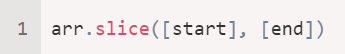 1 arr.slice([start], [end])